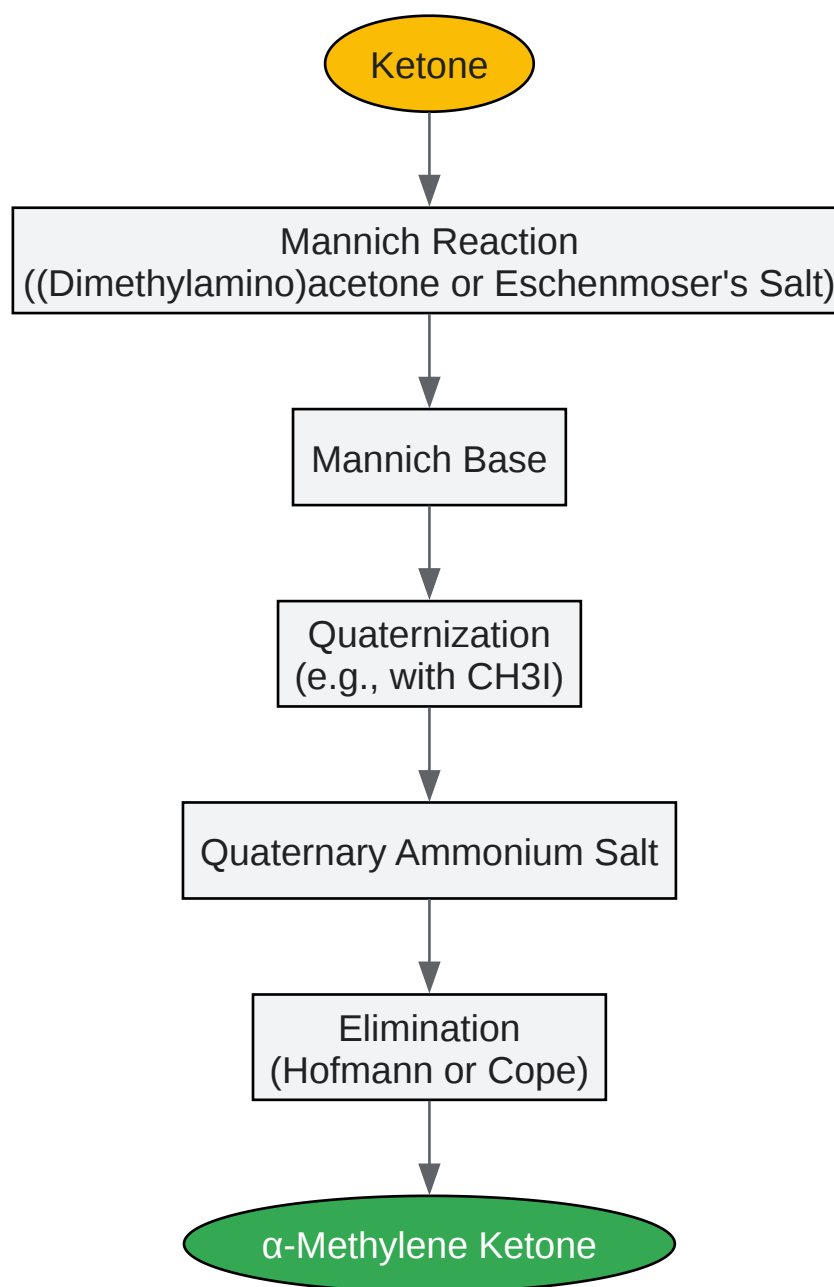 Ketone
Mannich Reaction
((Dimethylamino)acetone or Eschenmoser's Salt)
Mannich Base
Quaternization
(e.g., with CH3I)
Quaternary Ammonium Salt
Elimination
(Hofmann or Cope)
α-Methylene Ketone